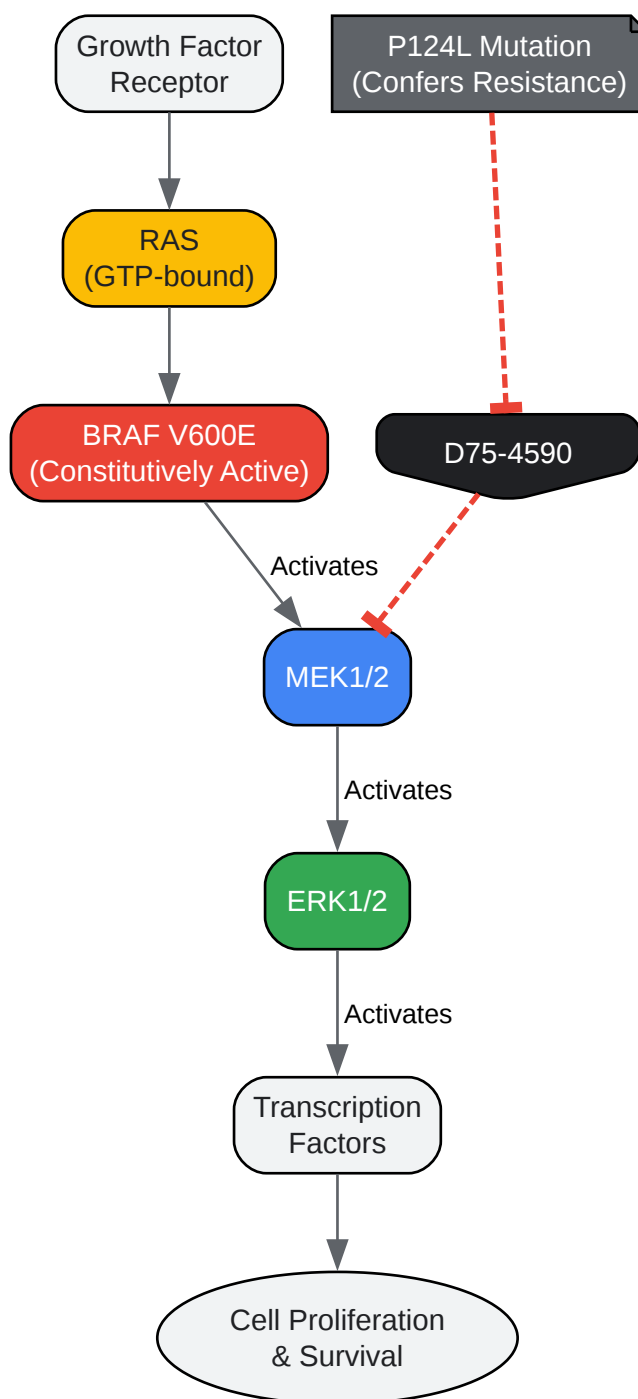 Growth Factor
Receptor
P124L Mutation
(Confers Resistance)
RAS
(GTP-bound)
BRAF V600E
(Constitutively Active)
D75-4590
Activates
MEK1/2
Activates
ERK1/2
Activates
Transcription
Factors
Cell Proliferation
& Survival